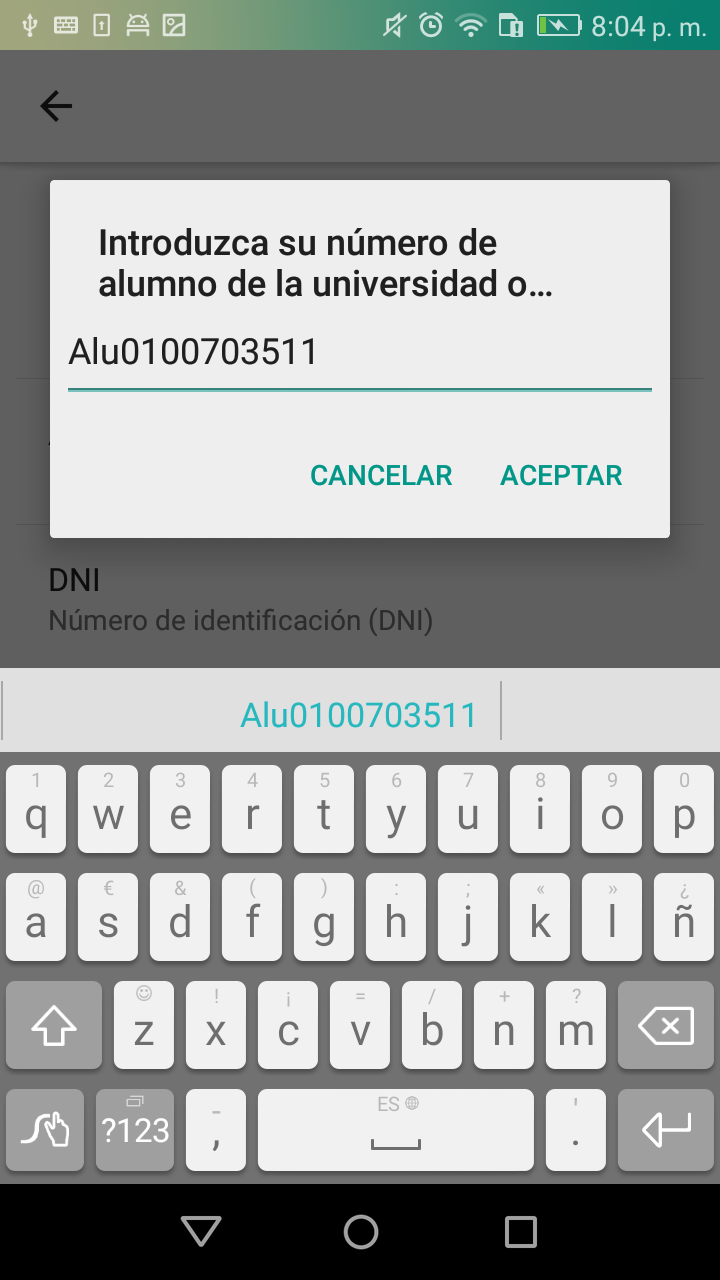 8:04 p. m.
Introduzca su número de
alumno de la universidad o…
Alu0100703511
CANCELAR ACEPTAR
DNI
Número de identificación (DNI)
Alu0100703511
1 2 3 4 5 6 7 8 9 0
q w e r t y u i o p
@ € & ( ) : ; « » ¿
a s d f g h j k l ñ
! ¡ = / + ?
z x c v b n m
- ES '
?123 , .